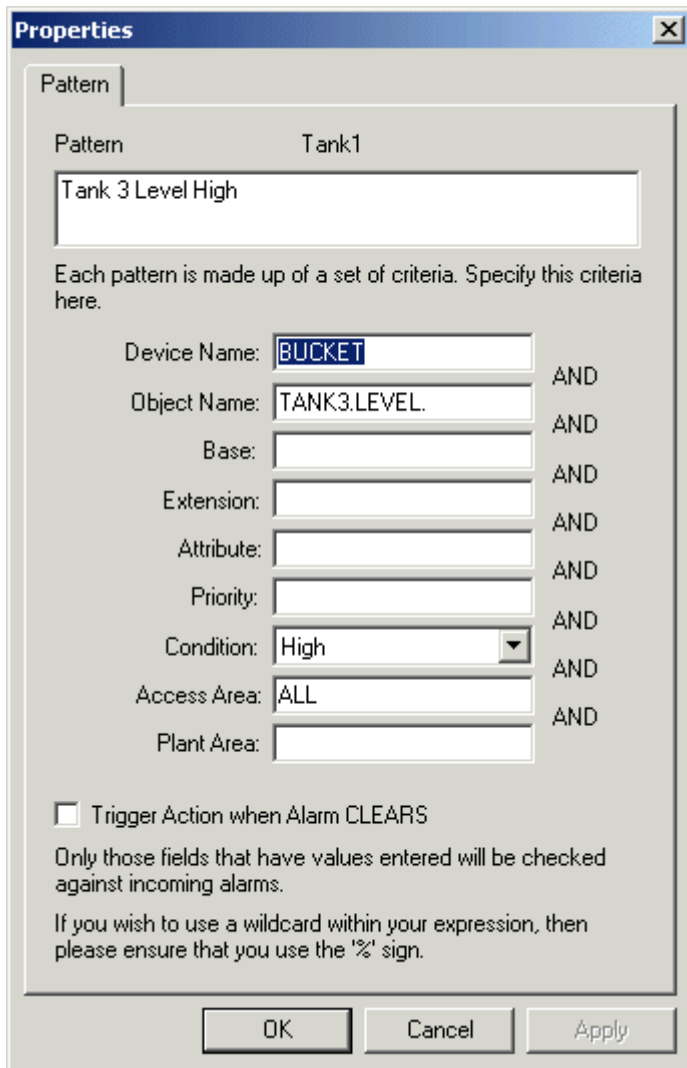 Properties
Pattern
Pattern Tank1
Tank 3 Level High
Each pattern is made up of a set of criteria. Specify this criteria
here.
Device Name: BUCKET
AND
Object Name: TANK3.LEVEL.
AND
Base:
AND
Extension:
AND
Attribute:
AND
Priority:
AND
Condition: High
AND
Access Area: ALL
AND
Plant Area:
Trigger Action when Alarm CLEARS
Only those fields that have values entered will be checked
against incoming alarms.
If you wish to use a wildcard within your expression, then
please ensure that you use the '%' sign.
OK Cancel Apply